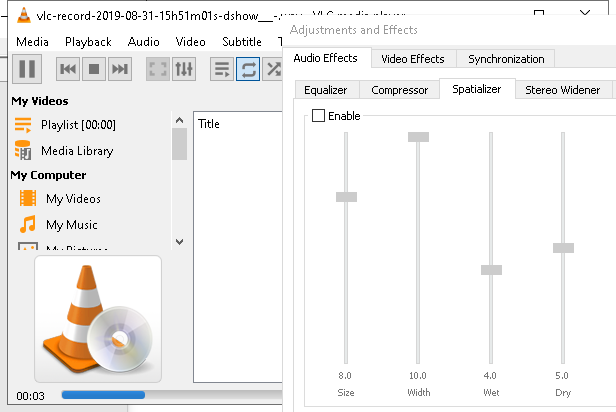 vlc-record-2019-08-31-15h51m01s-dshow___-.wav - VLC media player
Adjustments and Effects
Media Playback Audio Video Subtitle
Audio Effects Video Effects Synchronization
Equalizer Compressor Spatializer Stereo Widener
Enable
My Videos
Playlist [00:00]
Media Library
My Computer
My Videos
My Music
My Pictures
Title
8.0 10.0 4.0 5.0
Size Width Wet Dry
00:03